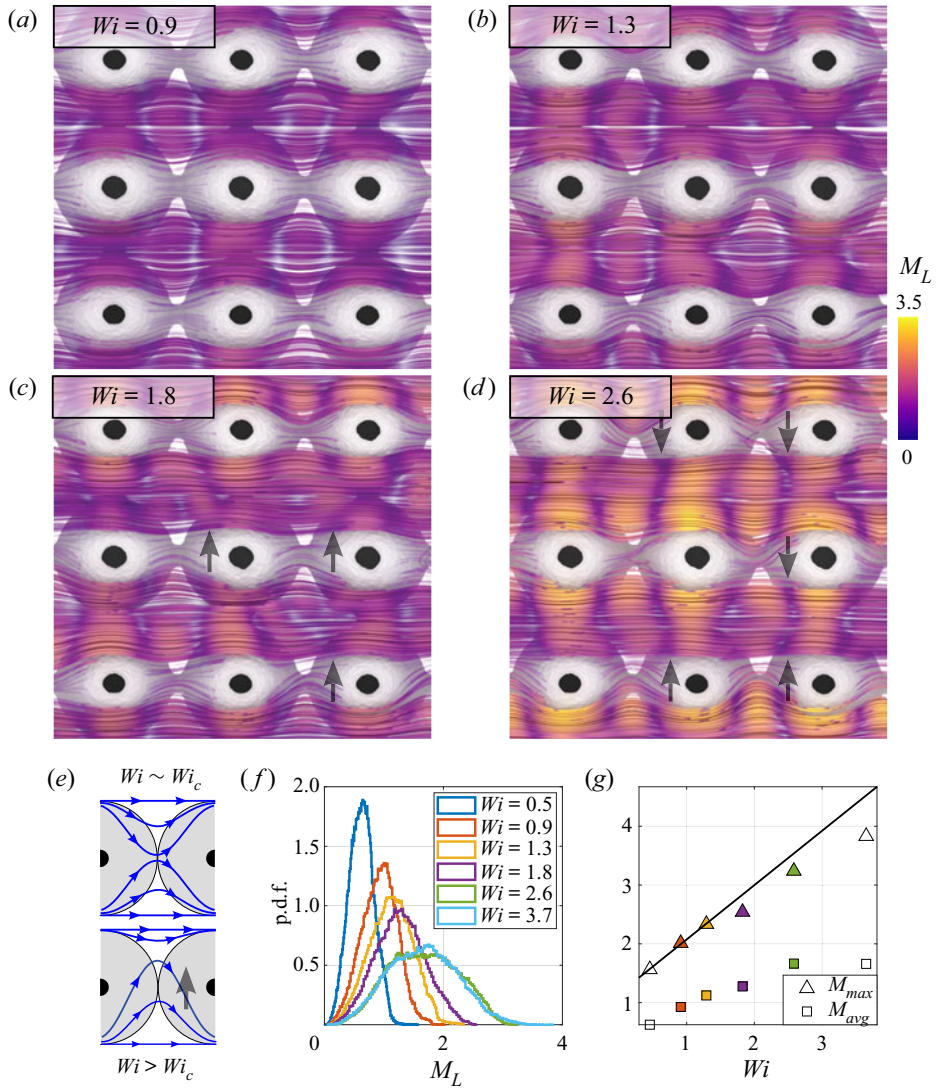 (a)
Wi = 0.9
(b)
Wi = 1.3
(c)
Wi = 1.8
(d)
Wi = 2.6
M_L
3.5
0
(e)
Wi ~ Wi_c
Wi > Wi_c
(f)
2.0
1.5
1.0
0.5
0
2
4
p.d.f.
M_L
Wi = 0.5
Wi = 0.9
Wi = 1.3
Wi = 1.8
Wi = 2.6
Wi = 3.7
(g)
4
3
2
1
1
2
3
Wi
M_max
M_avg